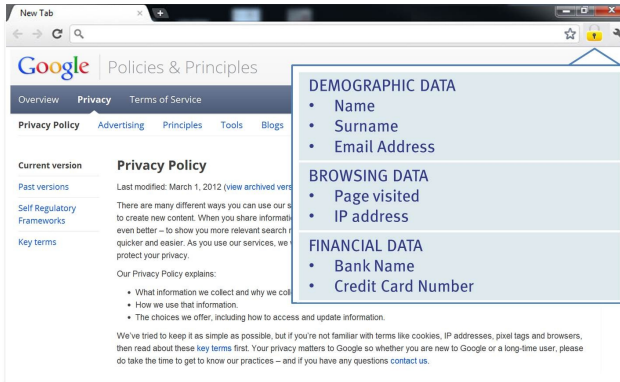 New Tab
Google Policies & Principles
Overview Privacy Terms of Service
Privacy Policy Advertising Principles Tools Blogs
Current version
Past versions
Self Regulatory
Frameworks
Key terms
Privacy Policy
Last modified: March 1, 2012 (view archived vers
There are many different ways you can use our s
to create new content. When you share informati
even better – to show you more relevant search r
quicker and easier. As you use our services, we
protect your privacy.
Our Privacy Policy explains:
• What information we collect and why we coll
• How we use that information.
• The choices we offer, including how to access and update information.
We've tried to keep it as simple as possible, but if you're not familiar with terms like cookies, IP addresses, pixel tags and browsers,
then read about these key terms first. Your privacy matters to Google so whether you are new to Google or a long-time user, please
do take the time to get to know our practices – and if you have any questions contact us.
DEMOGRAPHIC DATA
• Name
• Surname
• Email Address
BROWSING DATA
• Page visited
• IP address
FINANCIAL DATA
• Bank Name
• Credit Card Number